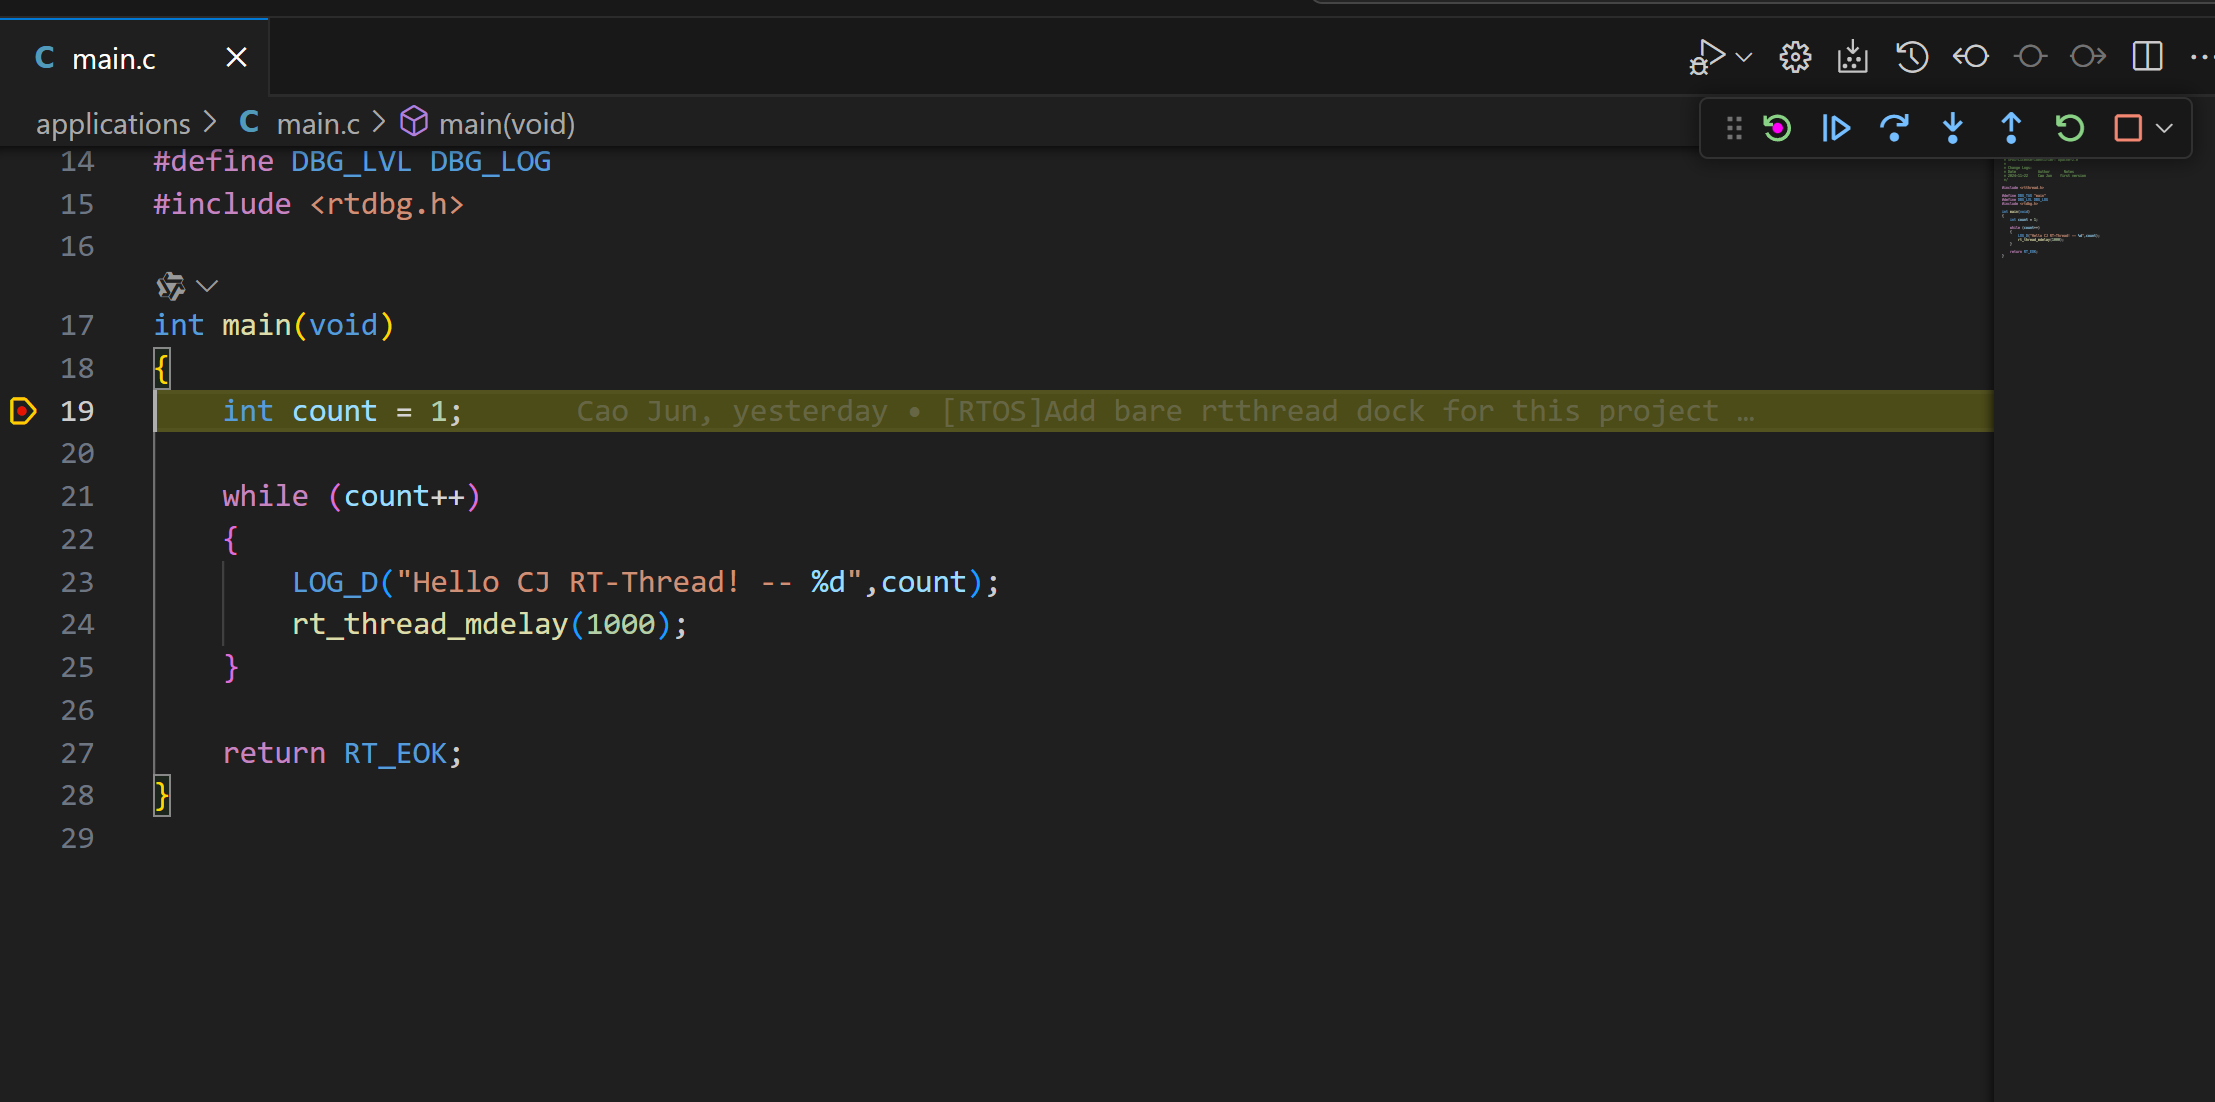 main.c
applications > C main.c > main(void)
14 #define DBG_LVL DBG_LOG
15 #include <rtdbg.h>
16
17 int main(void)
18 {
19 int count = 1; Cao Jun, yesterday • [RTOS]Add bare rtthread dock for this project …
20
21 while (count++)
22 {
23 LOG_D("Hello CJ RT-Thread! -- %d",count);
24 rt_thread_mdelay(1000);
25 }
26
27 return RT_EOK;
28 }
29